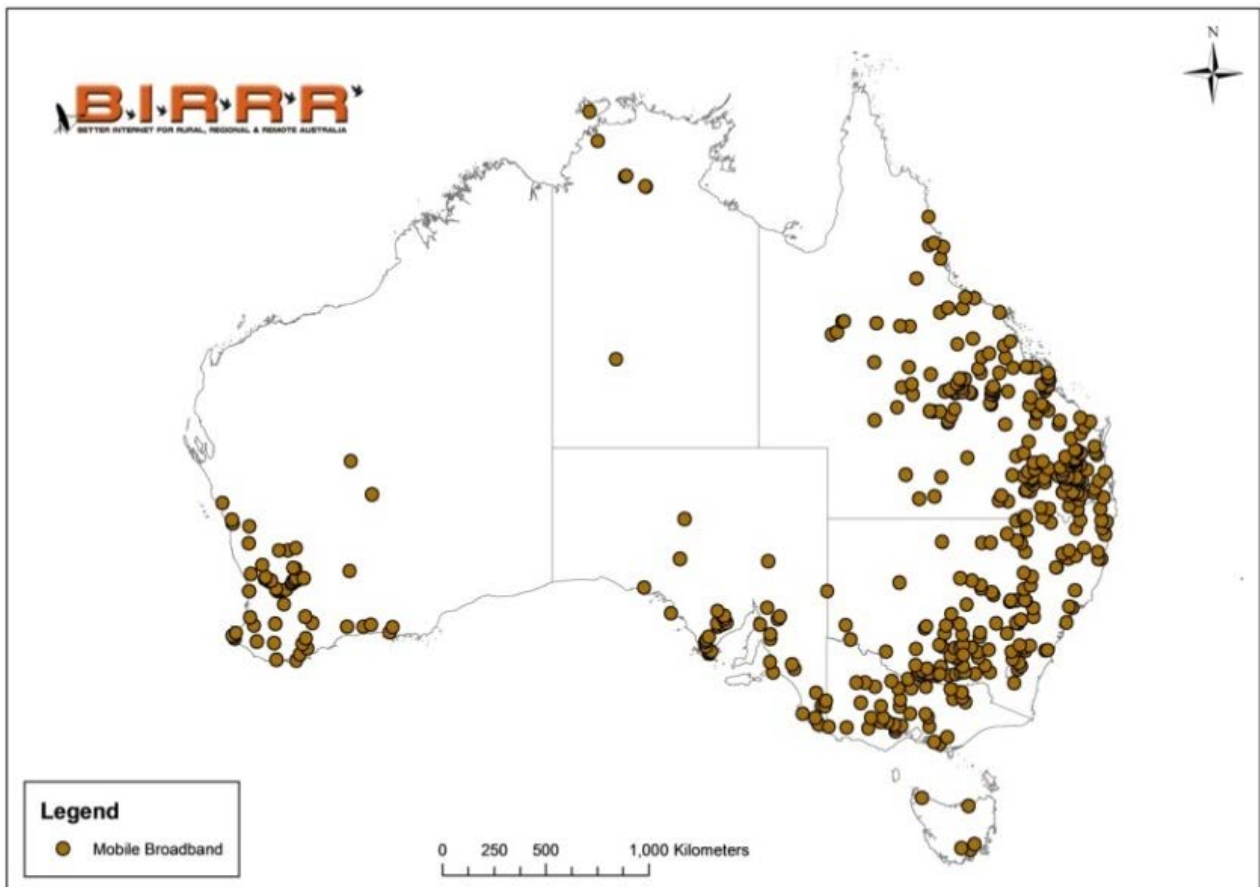 N
B.I.R.R.R
BETTER INTERNET FOR RURAL, REGIONAL & REMOTE AUSTRALIA
Legend
Mobile Broadband
0 250 500 1,000 Kilometers